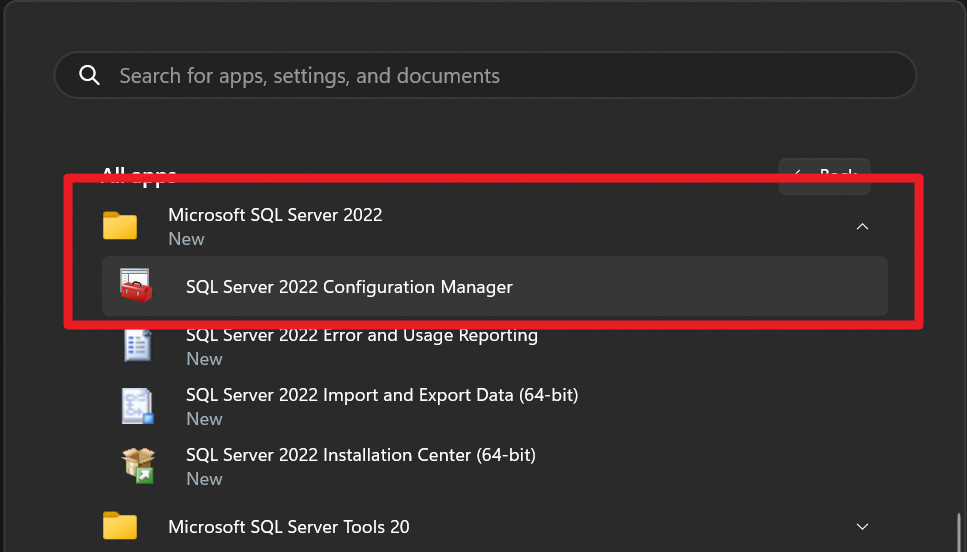 Search for apps, settings, and documents
All apps
Back
Microsoft SQL Server 2022
New
SQL Server 2022 Configuration Manager
SQL Server 2022 Error and Usage Reporting
New
SQL Server 2022 Import and Export Data (64-bit)
New
SQL Server 2022 Installation Center (64-bit)
New
Microsoft SQL Server Tools 20